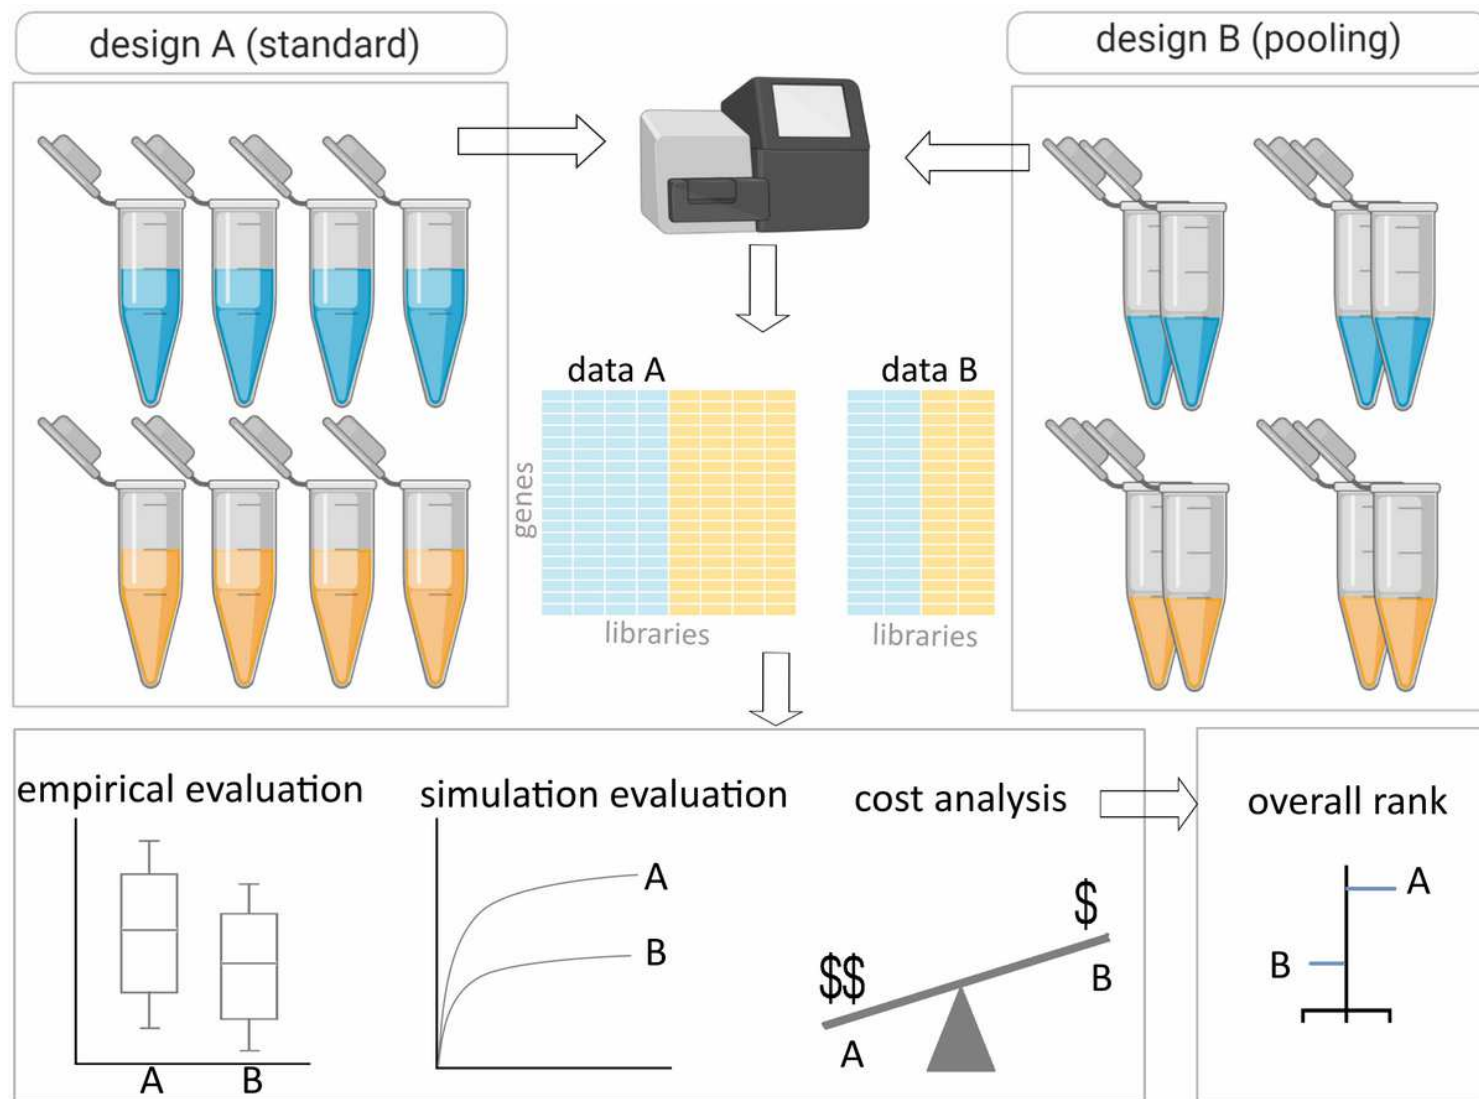 design A (standard)
design B (pooling)
data A
data B
genes
libraries
libraries
empirical evaluation
simulation evaluation
cost analysis
overall rank
A
B
A
B
$$
$
A
B
A
B